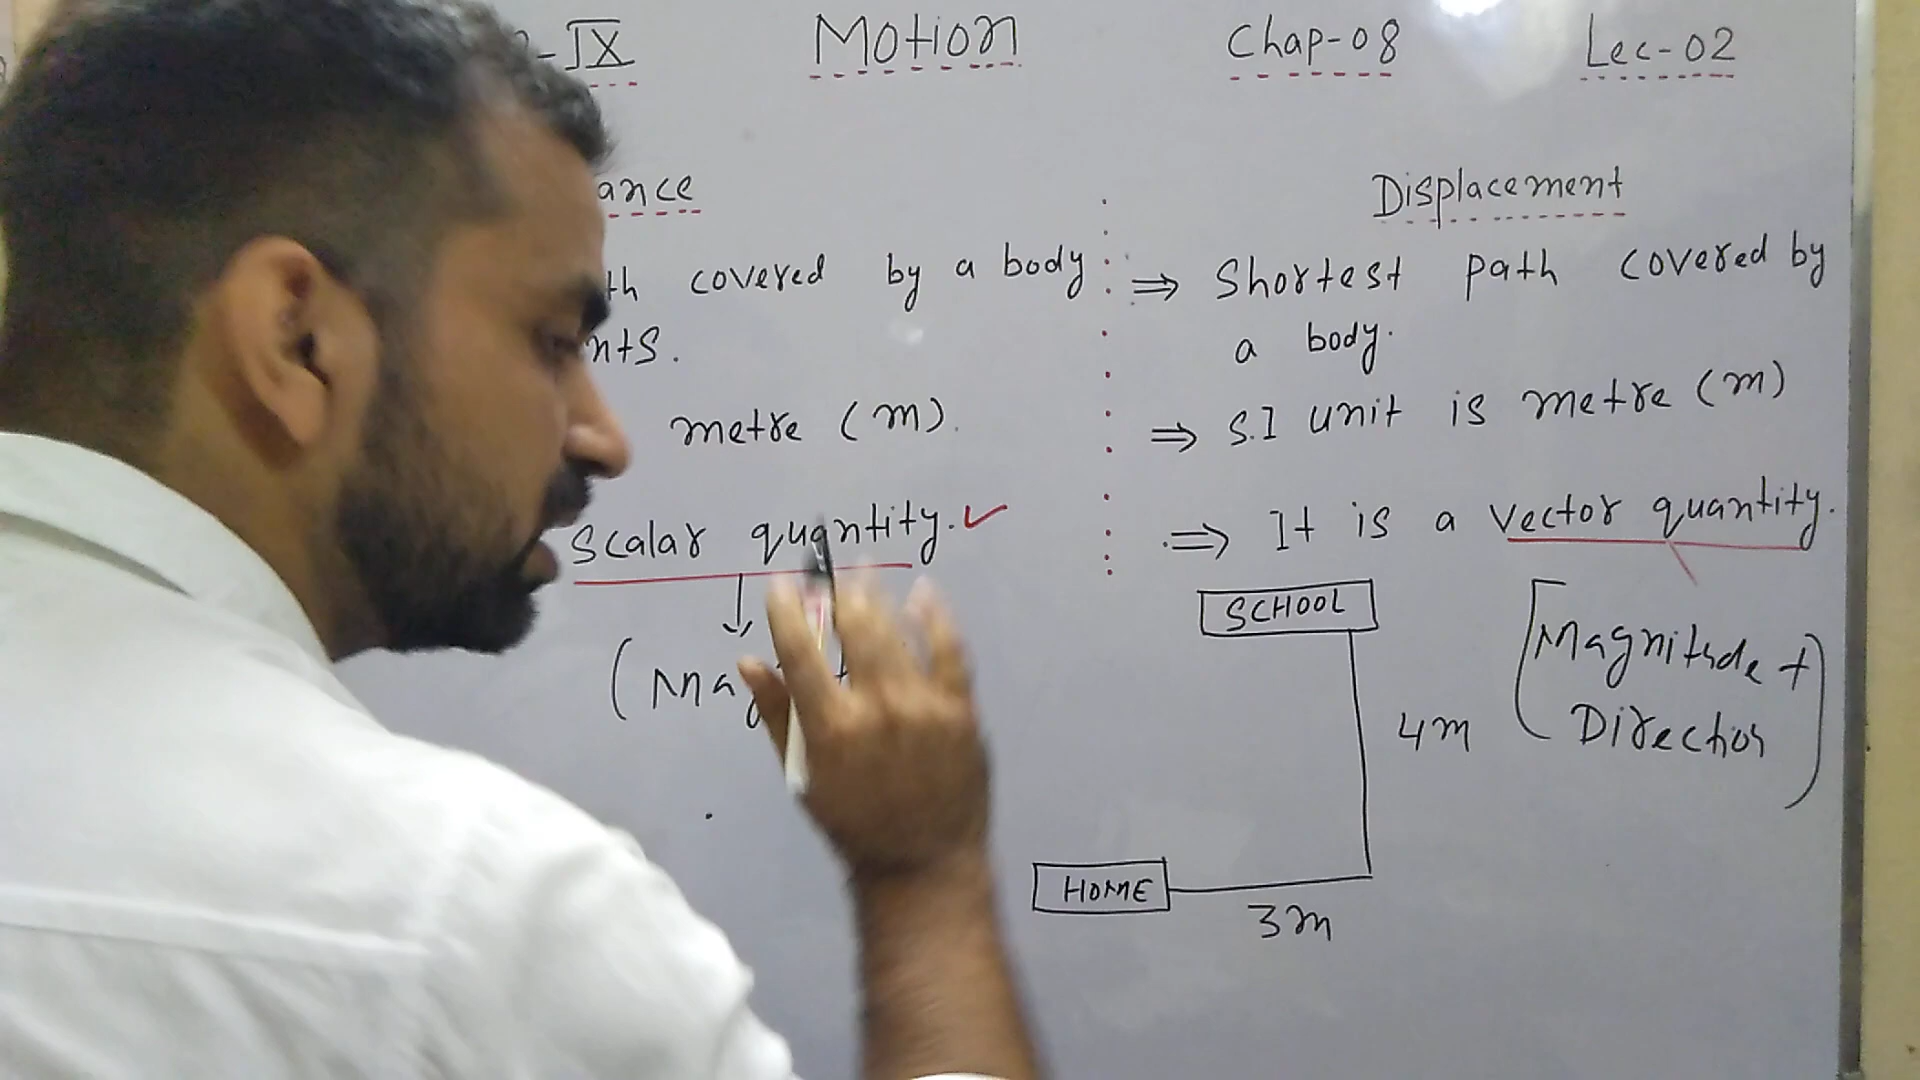 -IX Motion Chap-08 Lec-02
ance
th covered by a body
nts.
metre (m).
scalar quantity. ✓
Displacement
⇒ Shortest path covered by
a body.
⇒ S.I unit is metre (m)
⇒ It is a vector quantity.
SCHOOL
[Magnitude +
Direction)
4m
HOME
3m